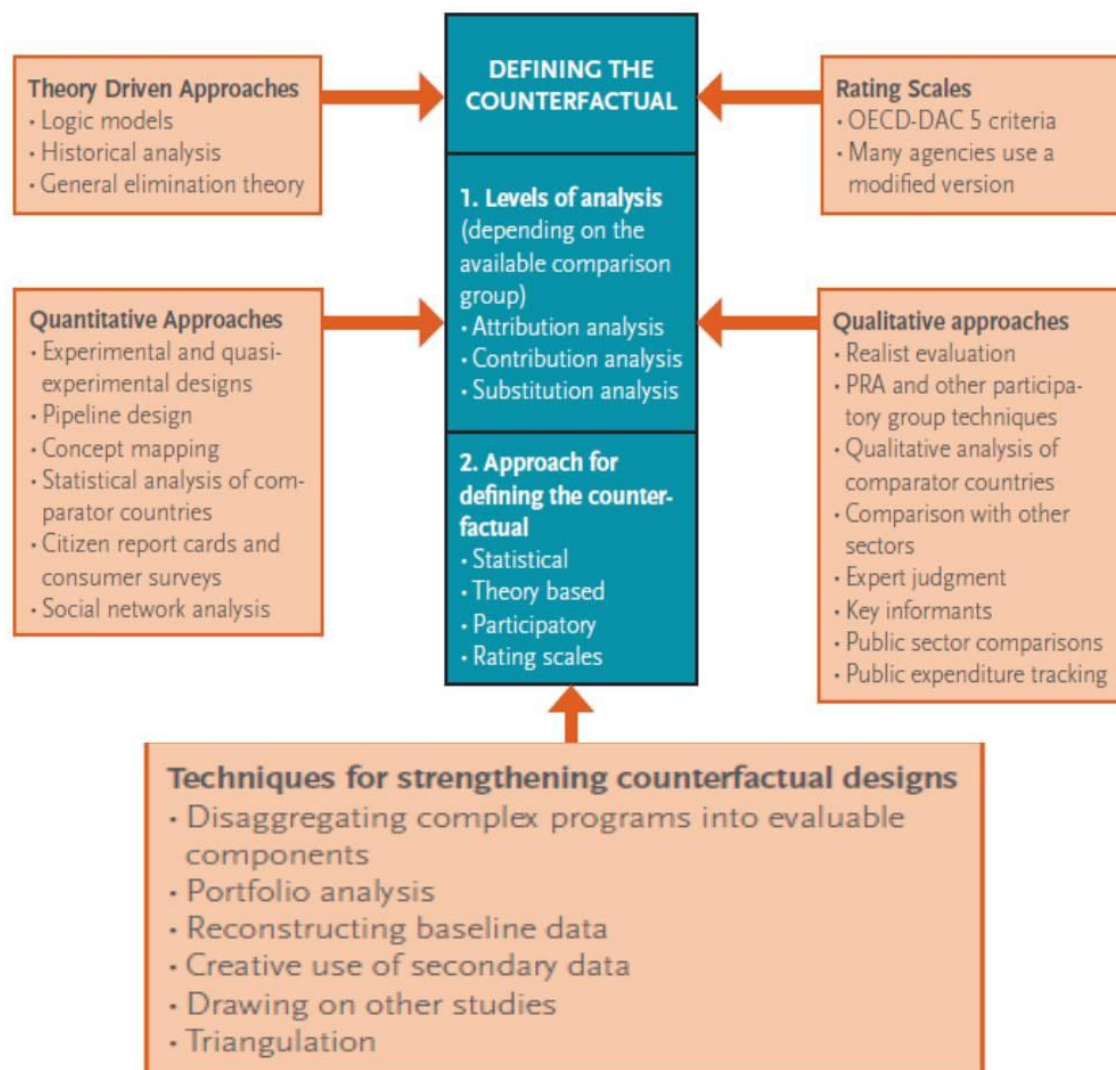 Theory Driven Approaches
• Logic models
• Historical analysis
• General elimination theory
DEFINING THE
COUNTERFACTUAL
Rating Scales
• OECD-DAC 5 criteria
• Many agencies use a
modified version
1. Levels of analysis
(depending on the
available comparison
group)
• Attribution analysis
• Contribution analysis
• Substitution analysis
Quantitative Approaches
• Experimental and quasi-
experimental designs
• Pipeline design
• Concept mapping
• Statistical analysis of com-
parator countries
• Citizen report cards and
consumer surveys
• Social network analysis
Qualitative approaches
• Realist evaluation
• PRA and other participa-
tory group techniques
• Qualitative analysis of
comparator countries
• Comparison with other
sectors
• Expert judgment
• Key informants
• Public sector comparisons
• Public expenditure tracking
2. Approach for
defining the counter-
factual
• Statistical
• Theory based
• Participatory
• Rating scales
Techniques for strengthening counterfactual designs
• Disaggregating complex programs into evaluable
components
• Portfolio analysis
• Reconstructing baseline data
• Creative use of secondary data
• Drawing on other studies
• Triangulation